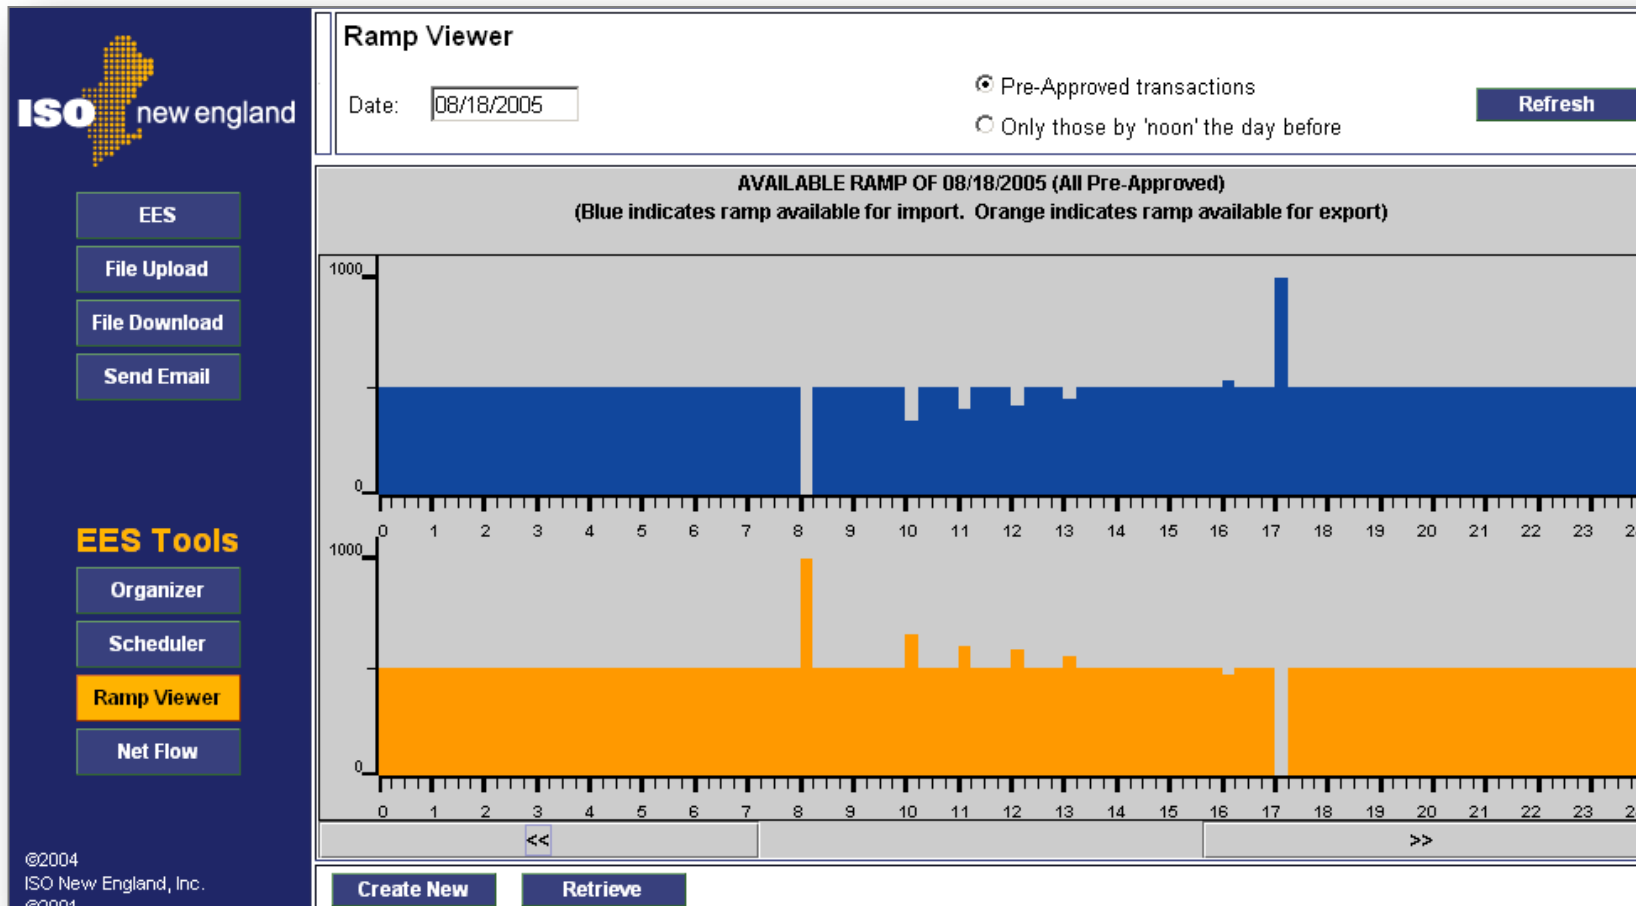 ISO new england
EES
File Upload
File Download
Send Email
EES Tools
Organizer
Scheduler
Ramp Viewer
Net Flow
©2004
ISO New England, Inc.
©2001
Ramp Viewer
Date: 08/18/2005
Pre-Approved transactions
Only those by 'noon' the day before
Refresh
AVAILABLE RAMP OF 08/18/2005 (All Pre-Approved)
(Blue indicates ramp available for import. Orange indicates ramp available for export)
1000
0
0 1 2 3 4 5 6 7 8 9 10 11 12 13 14 15 16 17 18 19 20 21 22 23
1000
0
0 1 2 3 4 5 6 7 8 9 10 11 12 13 14 15 16 17 18 19 20 21 22 23
<< >>
Create New Retrieve